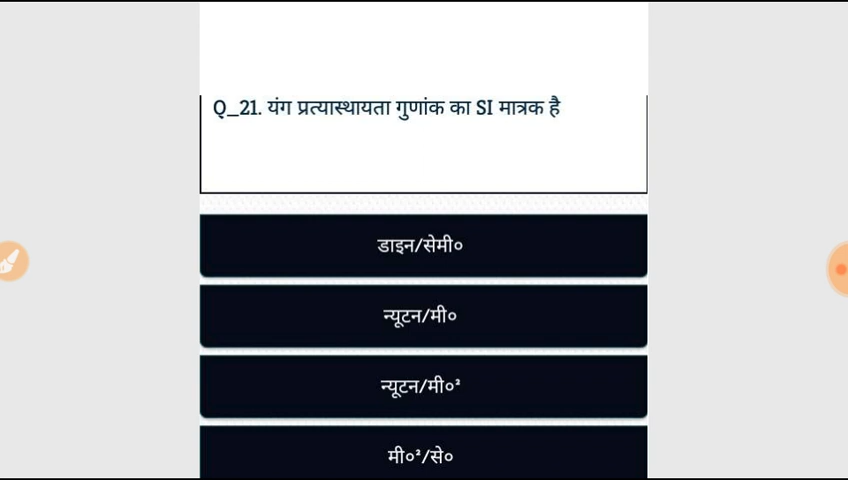 Q_21. यंग प्रत्यास्थायता गुणांक का SI मात्रक है
डाइन/सेमी०
न्यूटन/मी०
न्यूटन/मी०²
मी०²/से०